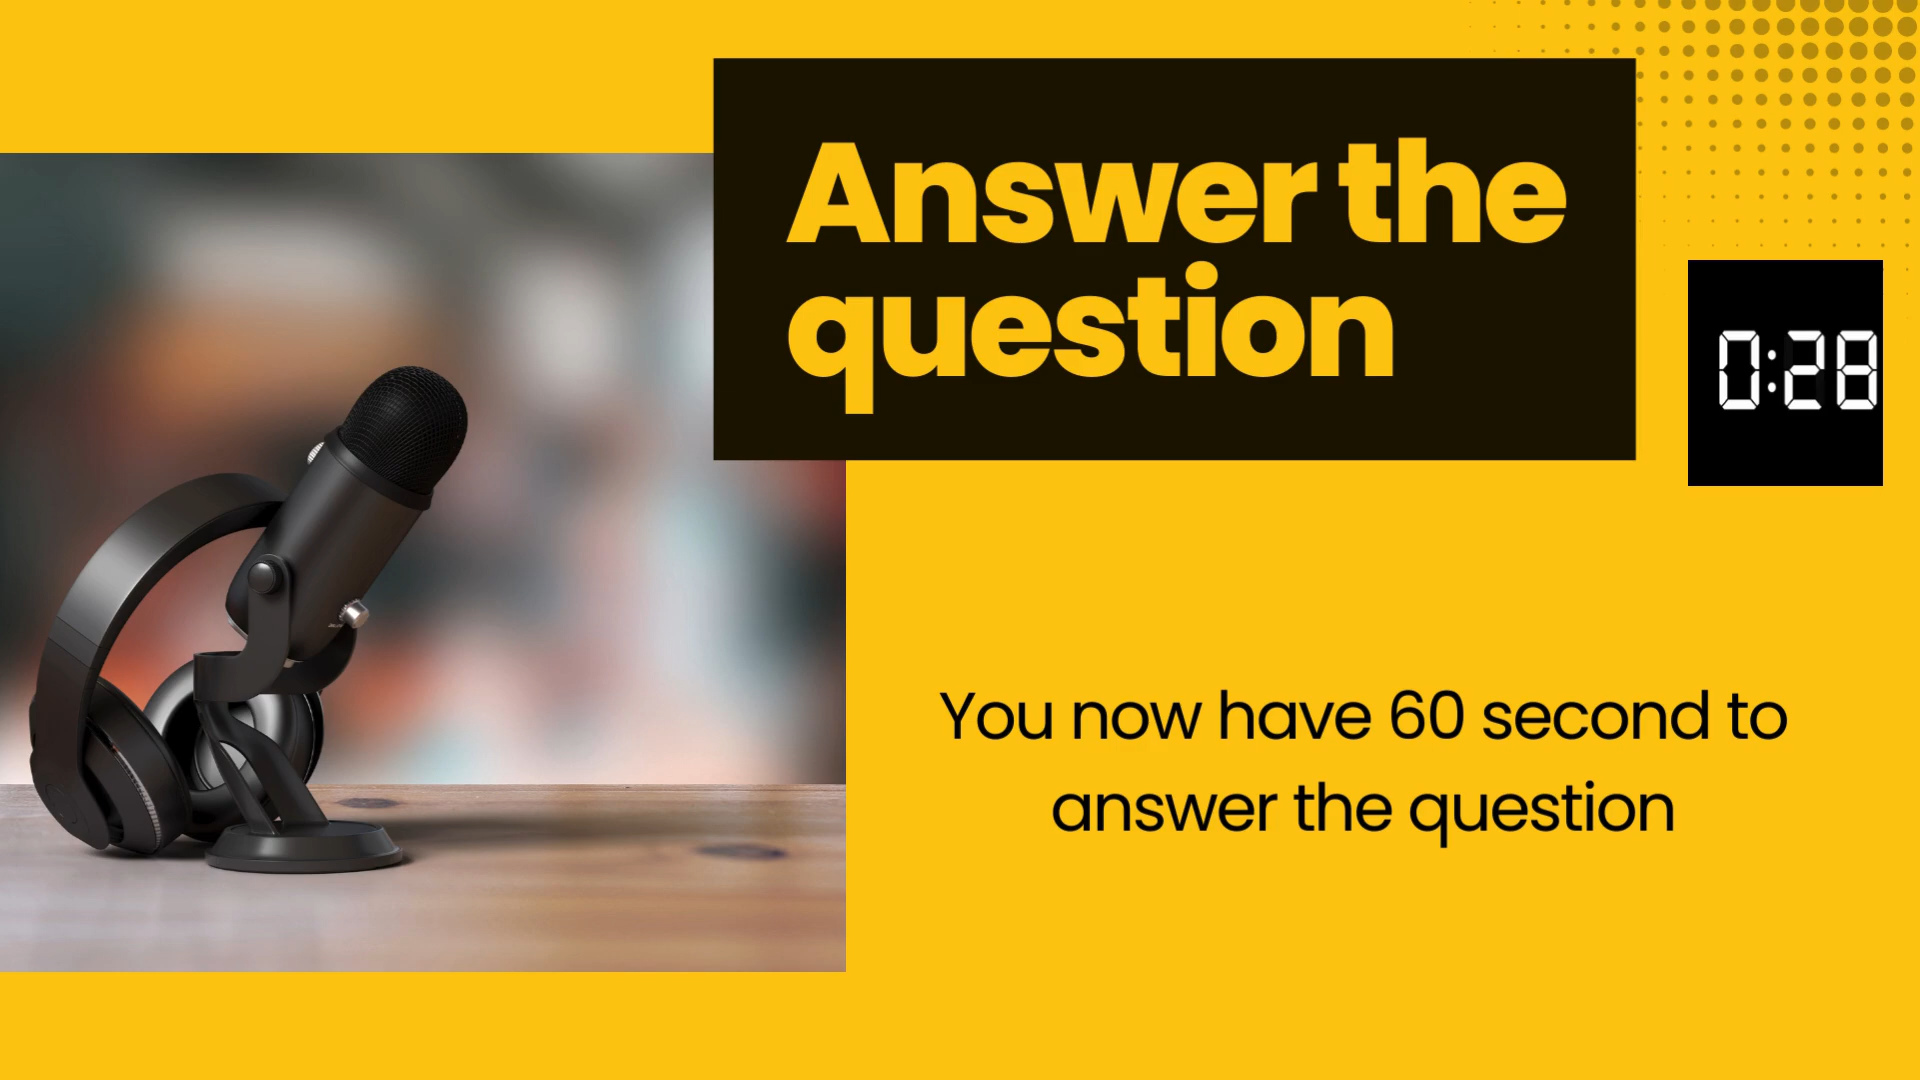 Answer the
question
0:28
You now have 60 second to
answer the question